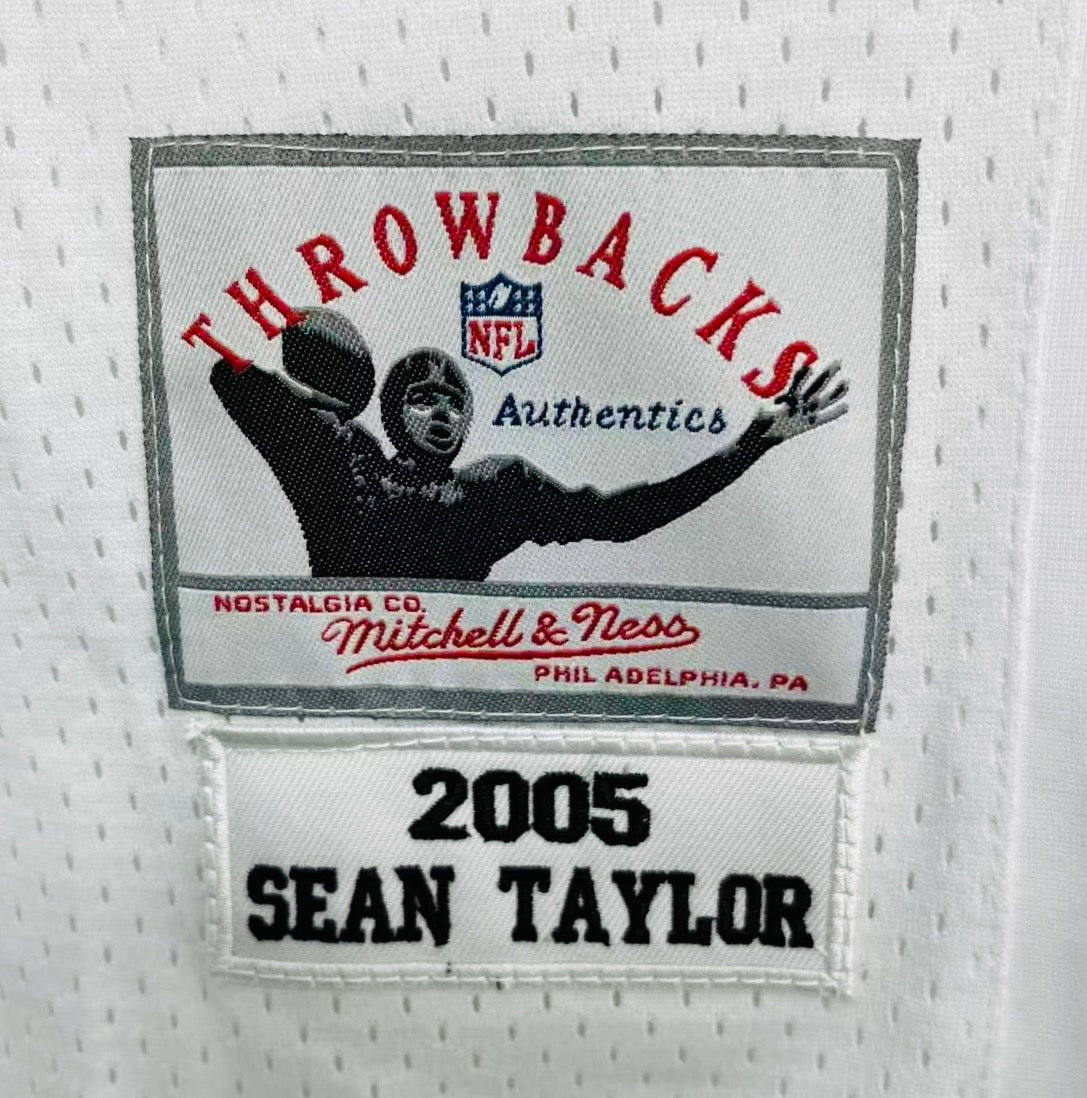 THROWBACKS
NFL
Authentics
NOSTALGIA CO.
Mitchell & Ness
PHILADELPHIA, PA
2005
SEAN TAYLOR